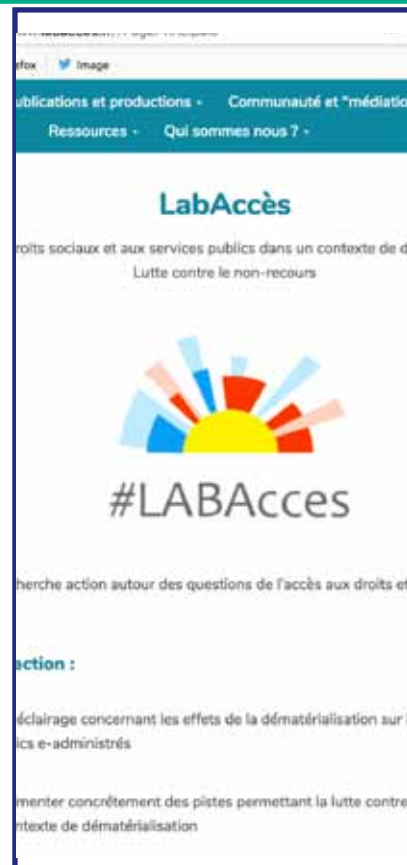 Image
ublications et productions - Communauté et "médiatio
Ressources - Qui sommes nous ? -
LabAccès
roits sociaux et aux services publics dans un contexte de d
Lutte contre le non-recours
#LABAcces
herche action autour des questions de l'accès aux droits et
action :
éclairage concernant les effets de la dématérialisation sur
ics e-administrés
menter concrètement des pistes permettant la lutte contre
ntexte de dématérialisation